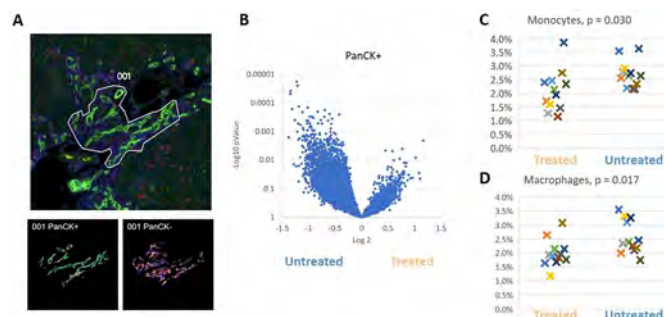 A
001
001 PanCK+
001 PanCK-
B
PanCK+
0.00001
0.0001
0.001
0.01
0.1
1
-Log10 pValue
-1.5 -1 -0.5 0 0.5 1 1.5
Log 2
Untreated Treated
C
Monocytes, p = 0.030
4.0%
3.5%
3.0%
2.5%
2.0%
1.5%
1.0%
0.5%
0.0%
Treated Untreated
D
Macrophages, p = 0.017
4.0%
3.5%
3.0%
2.5%
2.0%
1.5%
1.0%
0.5%
0.0%
Treated Untreated